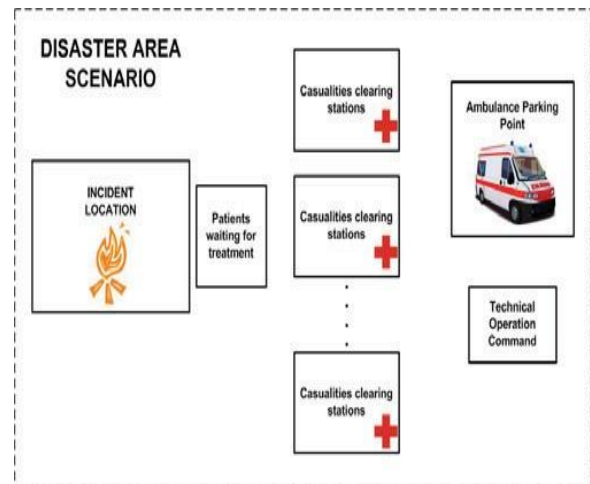 DISASTER AREA
SCENARIO
INCIDENT
LOCATION
Patients
waiting for
treatment
Casualities clearing
stations
Casualities clearing
stations
Casualities clearing
stations
Ambulance Parking
Point
Technical
Operation
Command